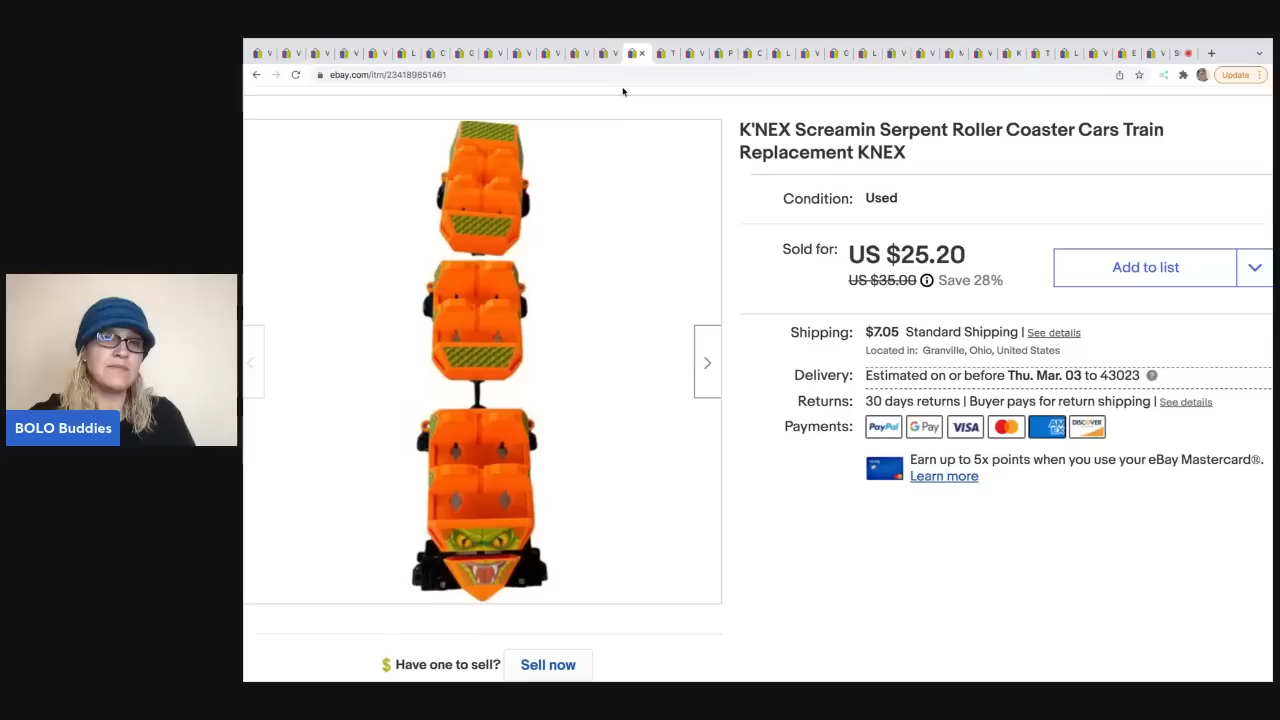 V V V V V L C G V V V V V T V P C L V G L V V M V K T L V E V S
ebay.com/itm/234189851461
Update
K'NEX Screamin Serpent Roller Coaster Cars Train
Replacement KNEX
Condition: Used
Sold for: US $25.20
US $35.00 Save 28%
Add to list
Shipping: $7.05 Standard Shipping | See details
Located in: Granville, Ohio, United States
Delivery: Estimated on or before Thu. Mar. 03 to 43023 ?
Returns: 30 days returns | Buyer pays for return shipping | See details
Payments: PayPal G Pay VISA AM EX DISCOVER
Earn up to 5x points when you use your eBay Mastercard®.
Learn more
BOLO Buddies
Have one to sell? Sell now